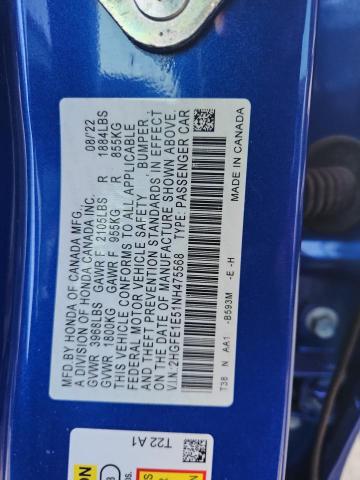 MFD BY HONDA OF CANADA MFG.
A DIVISION OF HONDA CANADA INC. 08/'22
GVWR 3968LBS GAWR F 2105LBS R 1884LBS
GVWR 1800KG GAWR F 955KG R 855KG
THIS VEHICLE CONFORMS TO ALL APPLICABLE
FEDERAL MOTOR VEHICLE SAFETY, BUMPER,
AND THEFT PREVENTION STANDARDS IN EFFECT
ON THE DATE OF MANUFACTURE SHOWN ABOVE.
V.I.N: 2HGFE1E51NH475568 TYPE: PASSENGER CAR
MADE IN CANADA
T38 N AA1 -B593M -E -H
T22 A1